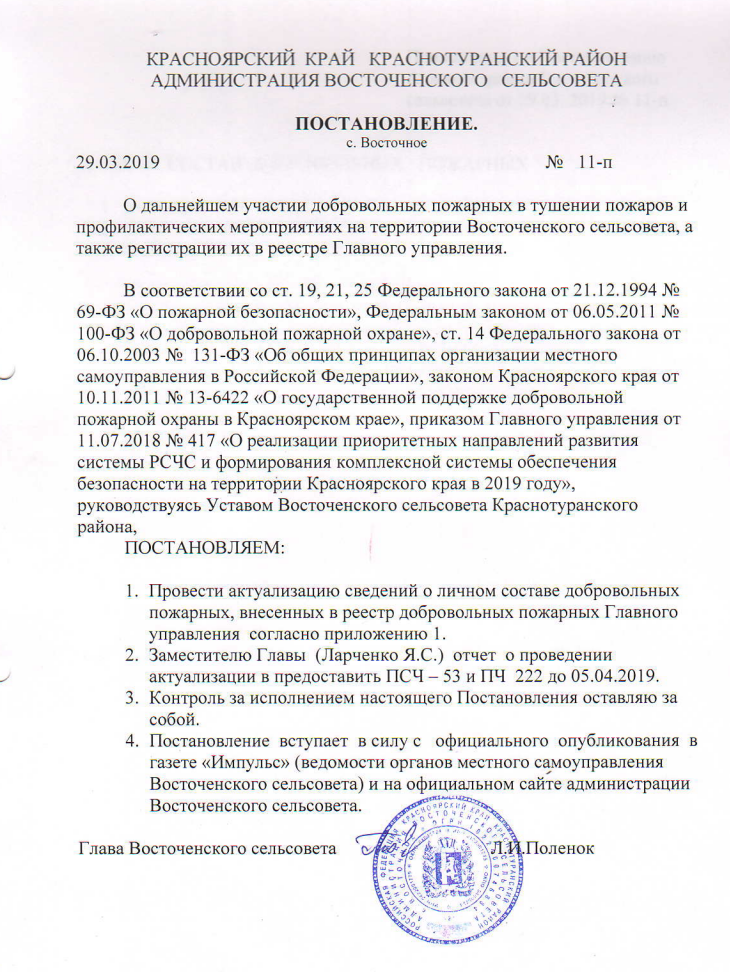 КРАСНОЯРСКИЙ КРАЙ КРАСНОТУРАНСКИЙ РАЙОН
АДМИНИСТРАЦИЯ ВОСТОЧЕНСКОГО СЕЛЬСОВЕТА
ПОСТАНОВЛЕНИЕ.
с. Восточное
29.03.2019 № 11-п
О дальнейшем участии добровольных пожарных в тушении пожаров и
профилактических мероприятиях на территории Восточенского сельсовета, а
также регистрации их в реестре Главного управления.
В соответствии со ст. 19, 21, 25 Федерального закона от 21.12.1994 №
69-ФЗ «О пожарной безопасности», Федеральным законом от 06.05.2011 №
100-ФЗ «О добровольной пожарной охране», ст. 14 Федерального закона от
06.10.2003 № 131-ФЗ «Об общих принципах организации местного
самоуправления в Российской Федерации», законом Красноярского края от
10.11.2011 № 13-6422 «О государственной поддержке добровольной
пожарной охраны в Красноярском крае», приказом Главного управления от
11.07.2018 № 417 «О реализации приоритетных направлений развития
системы РСЧС и формирования комплексной системы обеспечения
безопасности на территории Красноярского края в 2019 году»,
руководствуясь Уставом Восточенского сельсовета Краснотуранского
района,
ПОСТАНОВЛЯЕМ:
1. Провести актуализацию сведений о личном составе добровольных
пожарных, внесенных в реестр добровольных пожарных Главного
управления согласно приложению 1.
2. Заместителю Главы (Ларченко Я.С.) отчет о проведении
актуализации в предоставить ПСЧ – 53 и ПЧ 222 до 05.04.2019.
3. Контроль за исполнением настоящего Постановления оставляю за
собой.
4. Постановление вступает в силу с официального опубликования в
газете «Импульс» (ведомости органов местного самоуправления
Восточенского сельсовета) и на официальном сайте администрации
Восточенского сельсовета.
Глава Восточенского сельсовета Л.И.Поленок
РОССИЙСКАЯ ФЕДЕРАЦИЯ КРАСНОЯРСКИЙ КРАЙ КРАСНОТУРАНСКИЙ РАЙОН
АДМИНИСТРАЦИЯ ВОСТОЧЕНСКОГО СЕЛЬСОВЕТА